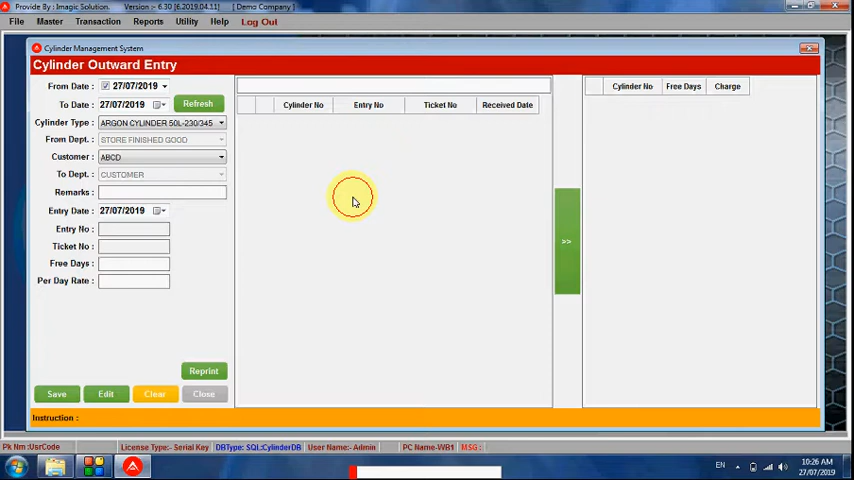 Provide By : Imagic Solution. Version :- 6.30 [6.2019.04.11] [ Demo Company ]
File Master Transaction Reports Utility Help Log Out
Cylinder Management System
Cylinder Outward Entry
From Date : 27/07/2019
To Date : 27/07/2019 Refresh
Cylinder Type : ARGON CYLINDER 50L-230/345
From Dept. : STORE FINISHED GOOD
Customer : ABCD
To Dept. : CUSTOMER
Remarks :
Entry Date : 27/07/2019
Entry No :
Ticket No :
Free Days :
Per Day Rate :
Reprint
Save Edit Clear Close
Cylinder No Entry No Ticket No Received Date
>>
Cylinder No Free Days Charge
Instruction :
Pk Nm :UsrCode License Type:- Serial Key DBType: SQL:CylinderDB User Name:- Admin PC Name-WB1 MSG :
EN 10:26 AM
27/07/2019